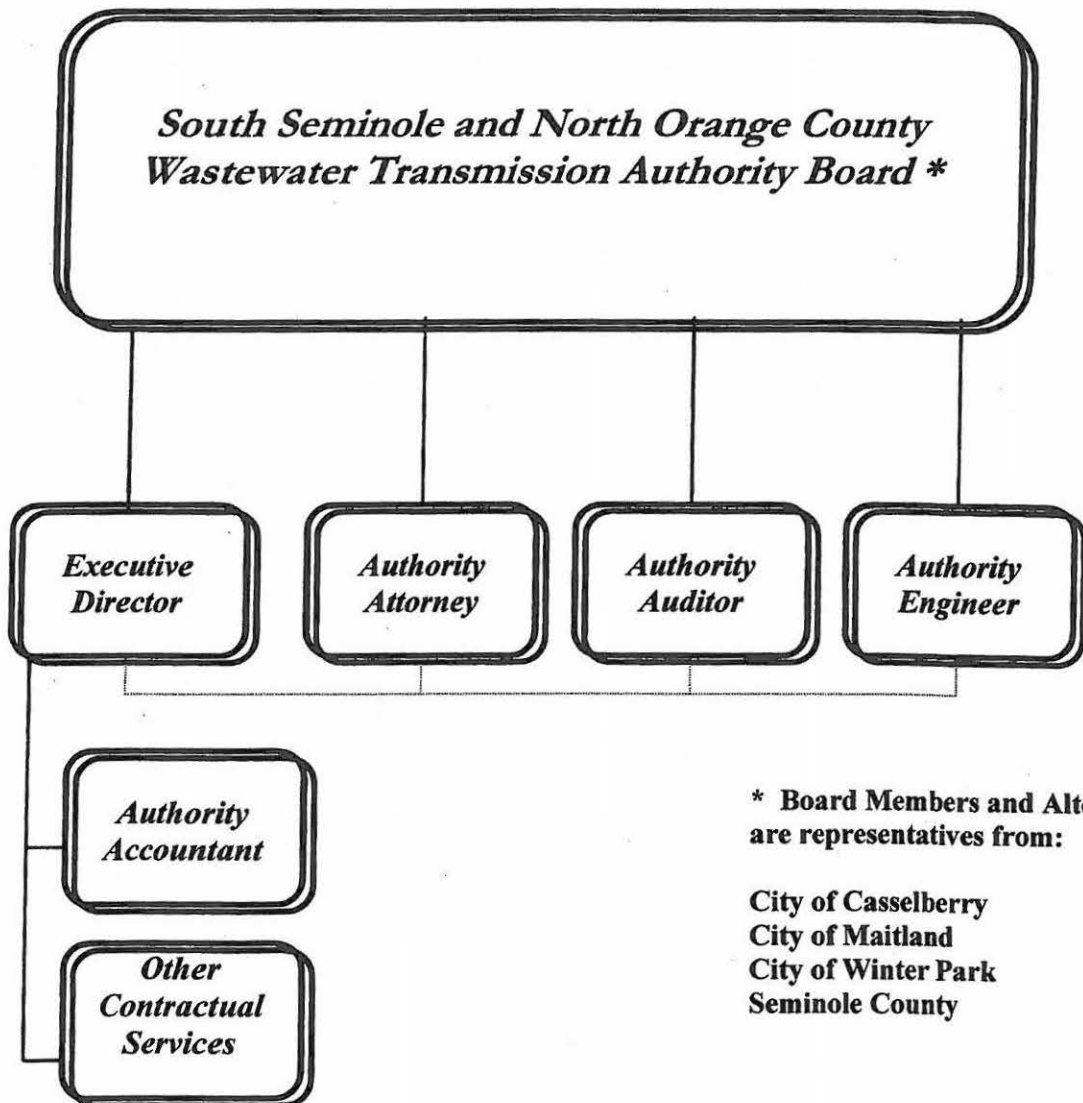 South Seminole and North Orange County
Wastewater Transmission Authority Board *
Executive
Director
Authority
Attorney
Authority
Auditor
Authority
Engineer
Authority
Accountant
Other
Contractual
Services
* Board Members and
are representatives from:
City of Casselberry
City of Maitland
City of Winter Park
Seminole County